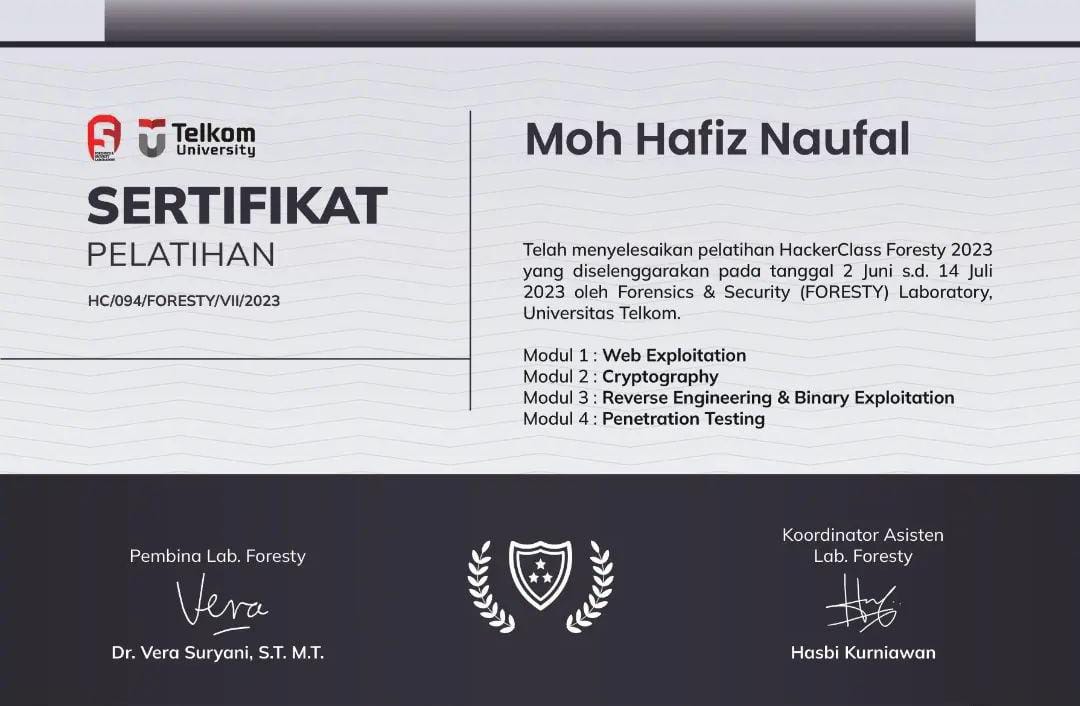 Telkom
University
SERTIFIKAT
PELATIHAN
HC/094/FORESTY/VII/2023
Moh Hafiz Naufal
Telah menyelesaikan pelatihan HackerClass Foresty 2023
yang diselenggarakan pada tanggal 2 Juni s.d. 14 Juli
2023 oleh Forensics & Security (FORESTY) Laboratory,
Universitas Telkom.
Modul 1 : Web Exploitation
Modul 2 : Cryptography
Modul 3 : Reverse Engineering & Binary Exploitation
Modul 4 : Penetration Testing
Pembina Lab. Foresty
Vera
Dr. Vera Suryani, S.T. M.T.
Koordinator Asisten
Lab. Foresty
Hasbi Kurniawan